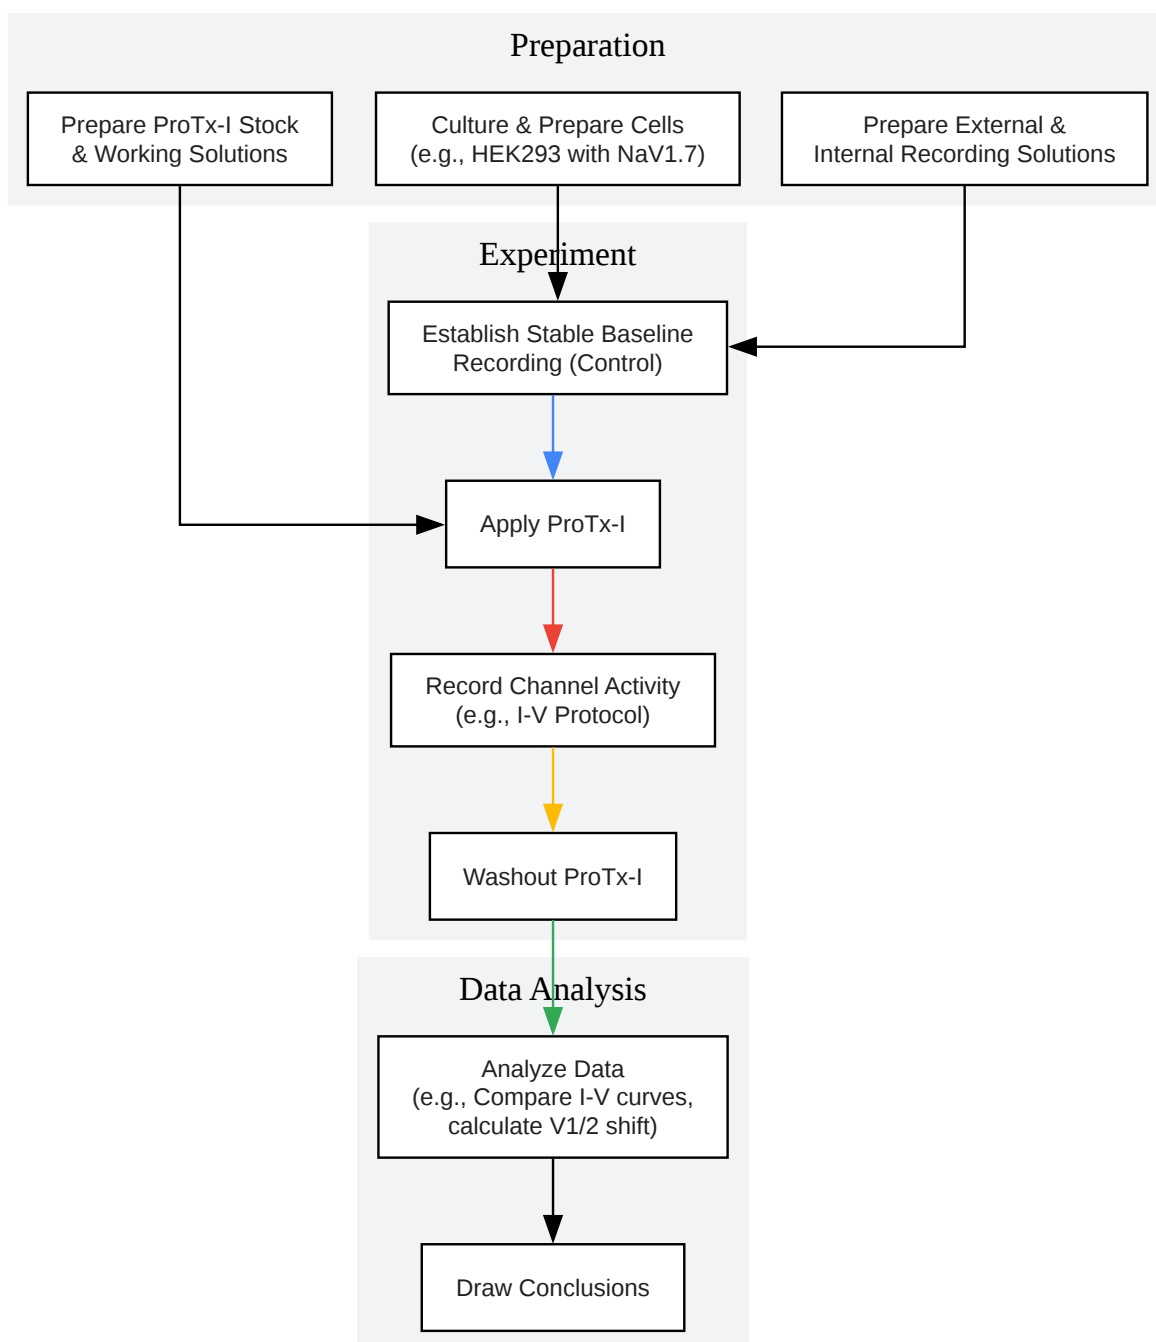 Preparation
Prepare ProTx-I Stock
& Working Solutions
Culture & Prepare Cells
(e.g., HEK293 with NaV1.7)
Prepare External &
Internal Recording Solutions
Experiment
Establish Stable Baseline
Recording (Control)
Apply ProTx-I
Record Channel Activity
(e.g., I-V Protocol)
Washout ProTx-I
Data Analysis
Analyze Data
(e.g., Compare I-V curves,
calculate V1/2 shift)
Draw Conclusions